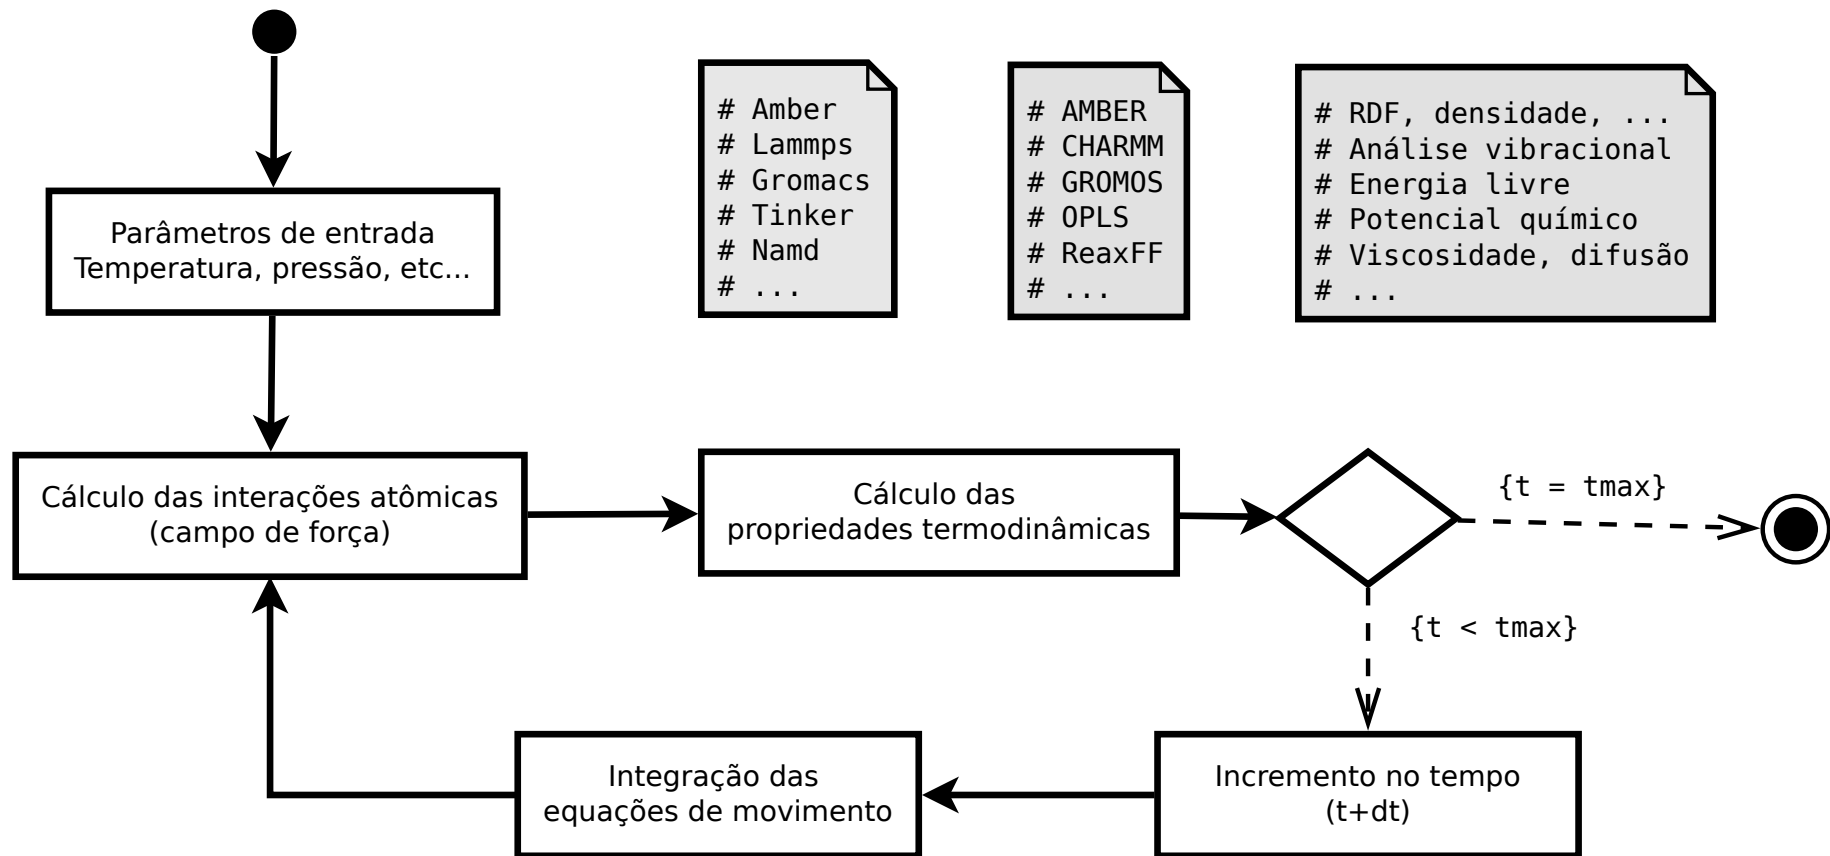 # Amber
# Lammps
# Gromacs
# Tinker
# Namd
# ...
# AMBER
# CHARMM
# GROMOS
# OPLS
# ReaxFF
# ...
# RDF, densidade, ...
# Análise vibracional
# Energia livre
# Potencial químico
# Viscosidade, difusão
# ...
Parâmetros de entrada
Temperatura, pressão, etc...
Cálculo das interações atômicas
(campo de força)
Cálculo das
propriedades termodinâmicas
{t = tmax}
{t < tmax}
Incremento no tempo
(t+dt)
Integração das
equações de movimento